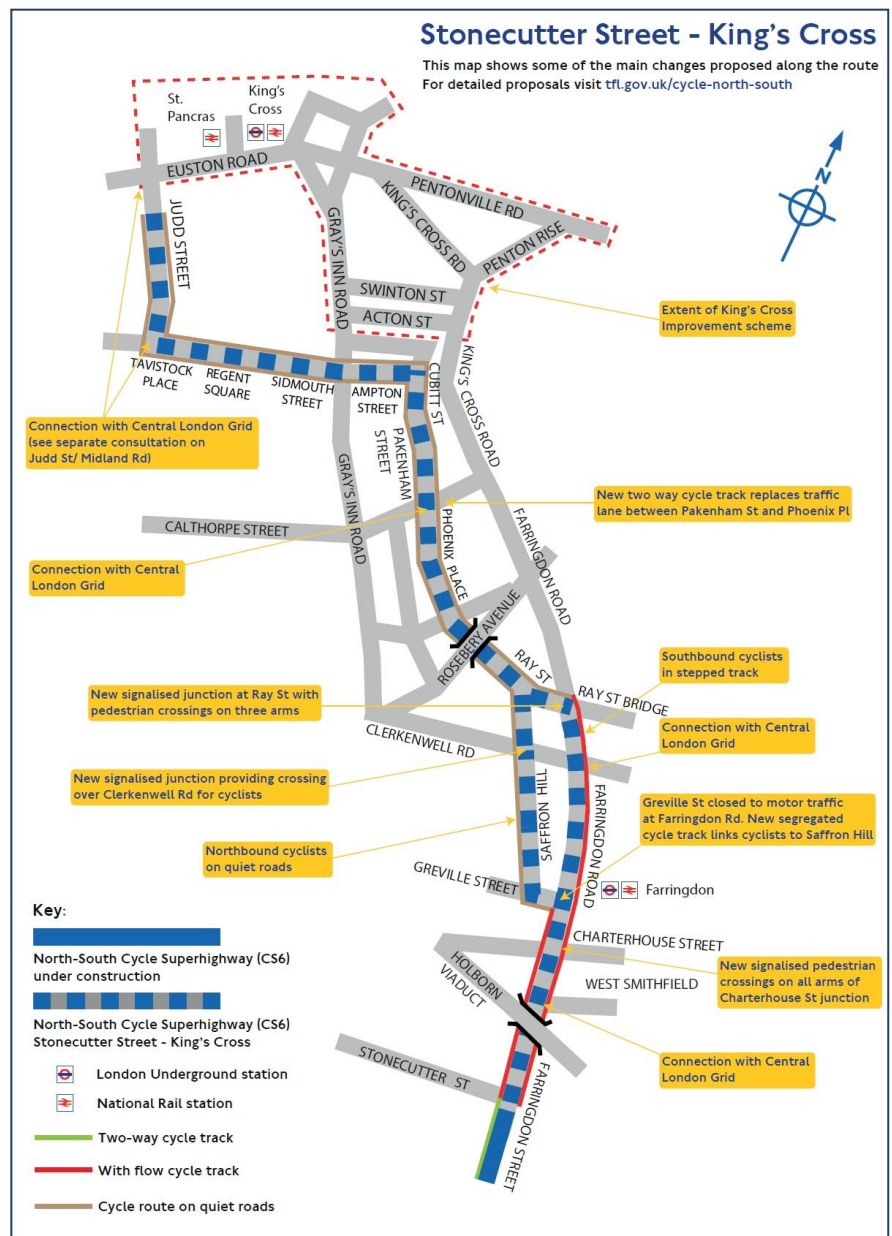 Stonecutter Street - King's Cross
This map shows some of the main changes proposed along the route
For detailed proposals visit tfl.gov.uk/cycle-north-south
St.
Pancras
King's
Cross
N
EUSTON ROAD
PENTONVILLE RD
JUDD STREET
GRAY'S INN ROAD
KING'S CROSS RD
PENTON RISE
SWINTON ST
ACTON ST
Extent of King's Cross
Improvement scheme
KING'S CROSS ROAD
CUBITT ST
TAVISTOCK
PLACE
REGENT
SQUARE
SIDMOUTH
STREET
AMPTON
STREET
Connection with Central London Grid
(see separate consultation on
Judd St/ Midland Rd)
PAKENHAM
STREET
GRAY'S INN ROAD
New two way cycle track replaces traffic
lane between Pakenham St and Phoenix Pl
CALTHORPE STREET
PHOENIX PLACE
FARRINGDON ROAD
Connection with Central
London Grid
ROSEBERY AVENUE
RAY ST
Southbound cyclists
in stepped track
New signalised junction at Ray St with
pedestrian crossings on three arms
RAY ST BRIDGE
CLERKENWELL RD
Connection with Central
London Grid
New signalised junction providing crossing
over Clerkenwell Rd for cyclists
SAFFRON HILL
FARRINGDON ROAD
Greville St closed to motor traffic
at Farringdon Rd. New segregated
cycle track links cyclists to Saffron Hill
Northbound cyclists
on quiet roads
GREVILLE STREET
Farringdon
CHARTERHOUSE STREET
HOLBORN
VIADUCT
WEST SMITHFIELD
New signalised pedestrian
crossings on all arms of
Charterhouse St junction
STONECUTTER ST
Connection with Central
London Grid
FARRINGDON STREET
Key:
North-South Cycle Superhighway (CS6)
under construction
North-South Cycle Superhighway (CS6)
Stonecutter Street - King's Cross
London Underground station
National Rail station
Two-way cycle track
With flow cycle track
Cycle route on quiet roads